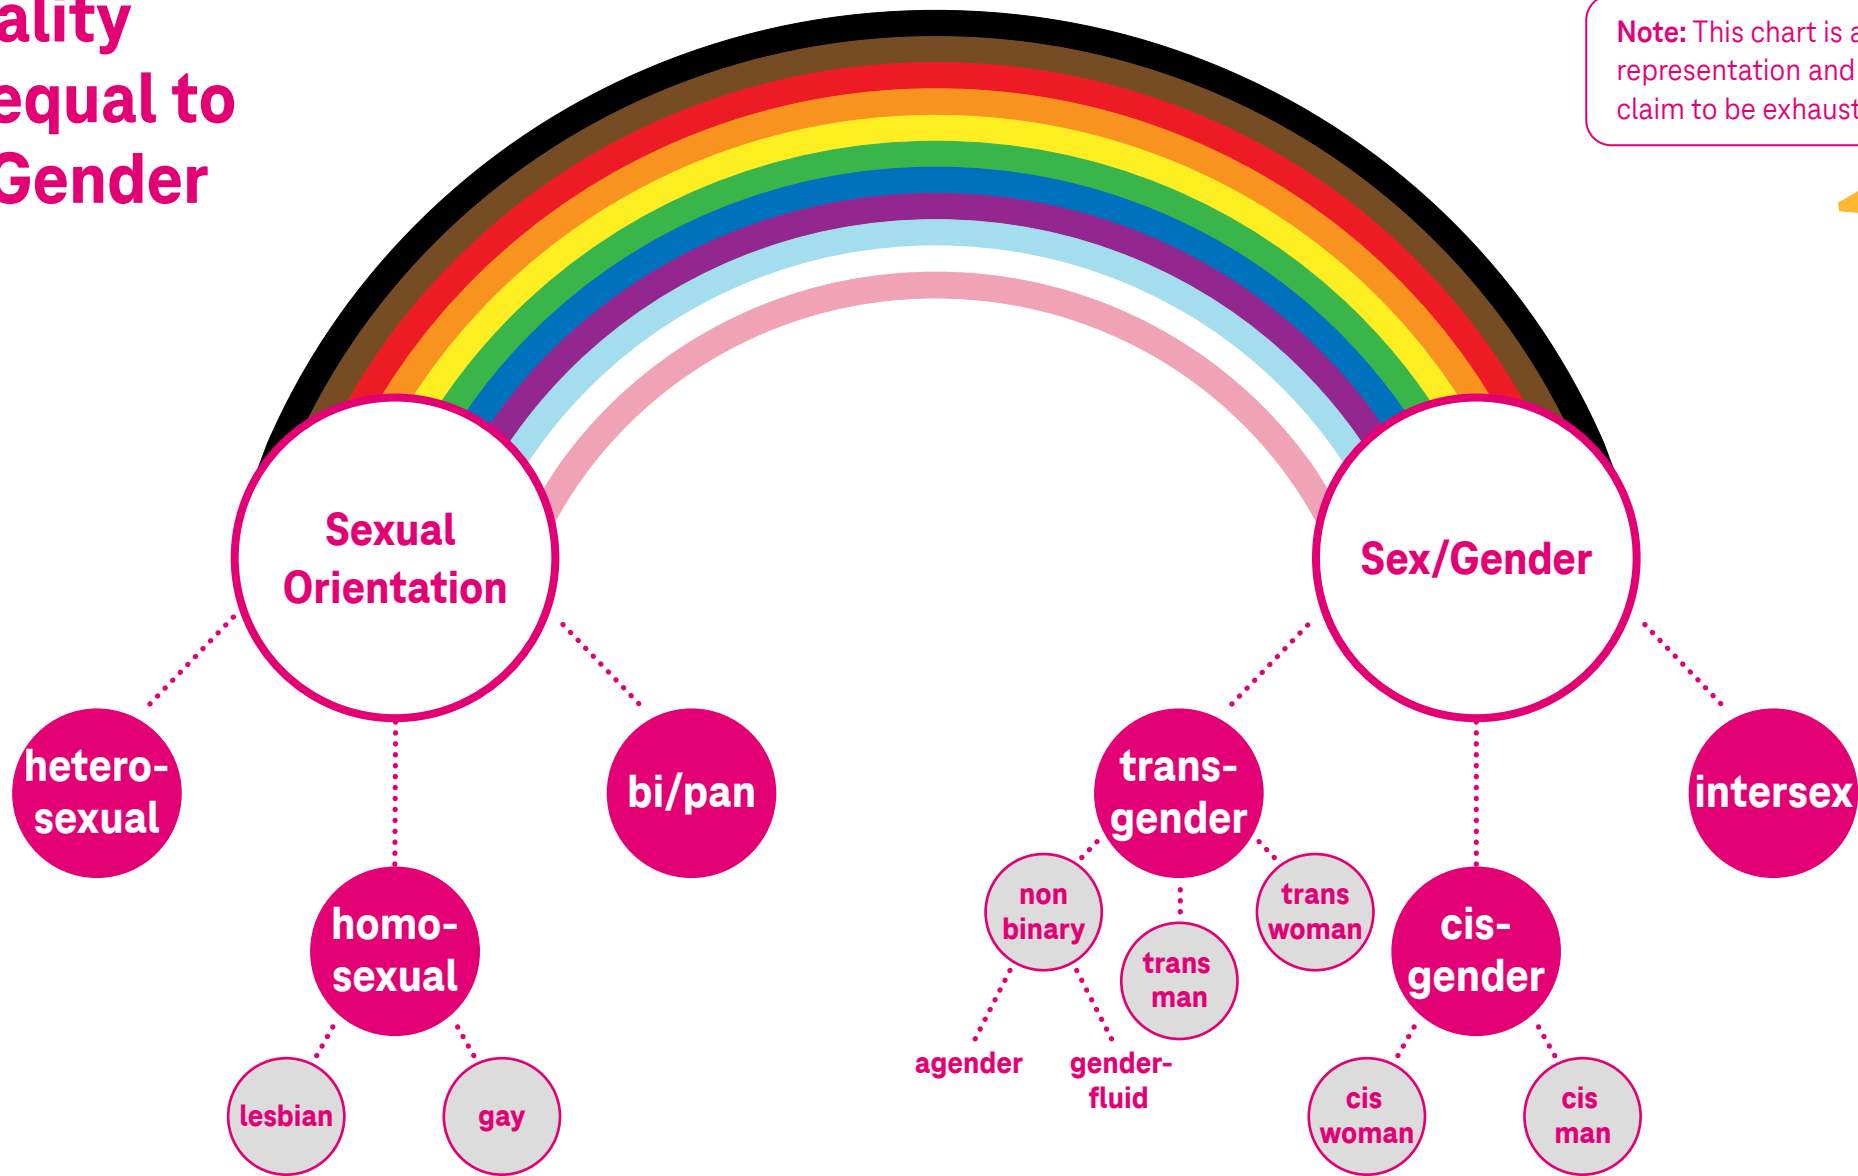 ality
equal to
Gender
Note: This chart is a
representation and
claim to be exhaust
Sexual
Orientation
Sex/Gender
hetero-
sexual
bi/pan
trans-
gender
intersex
homo-
sexual
non
binary
trans
man
trans
woman
cis-
gender
agender
gender-
fluid
lesbian
gay
cis
woman
cis
man